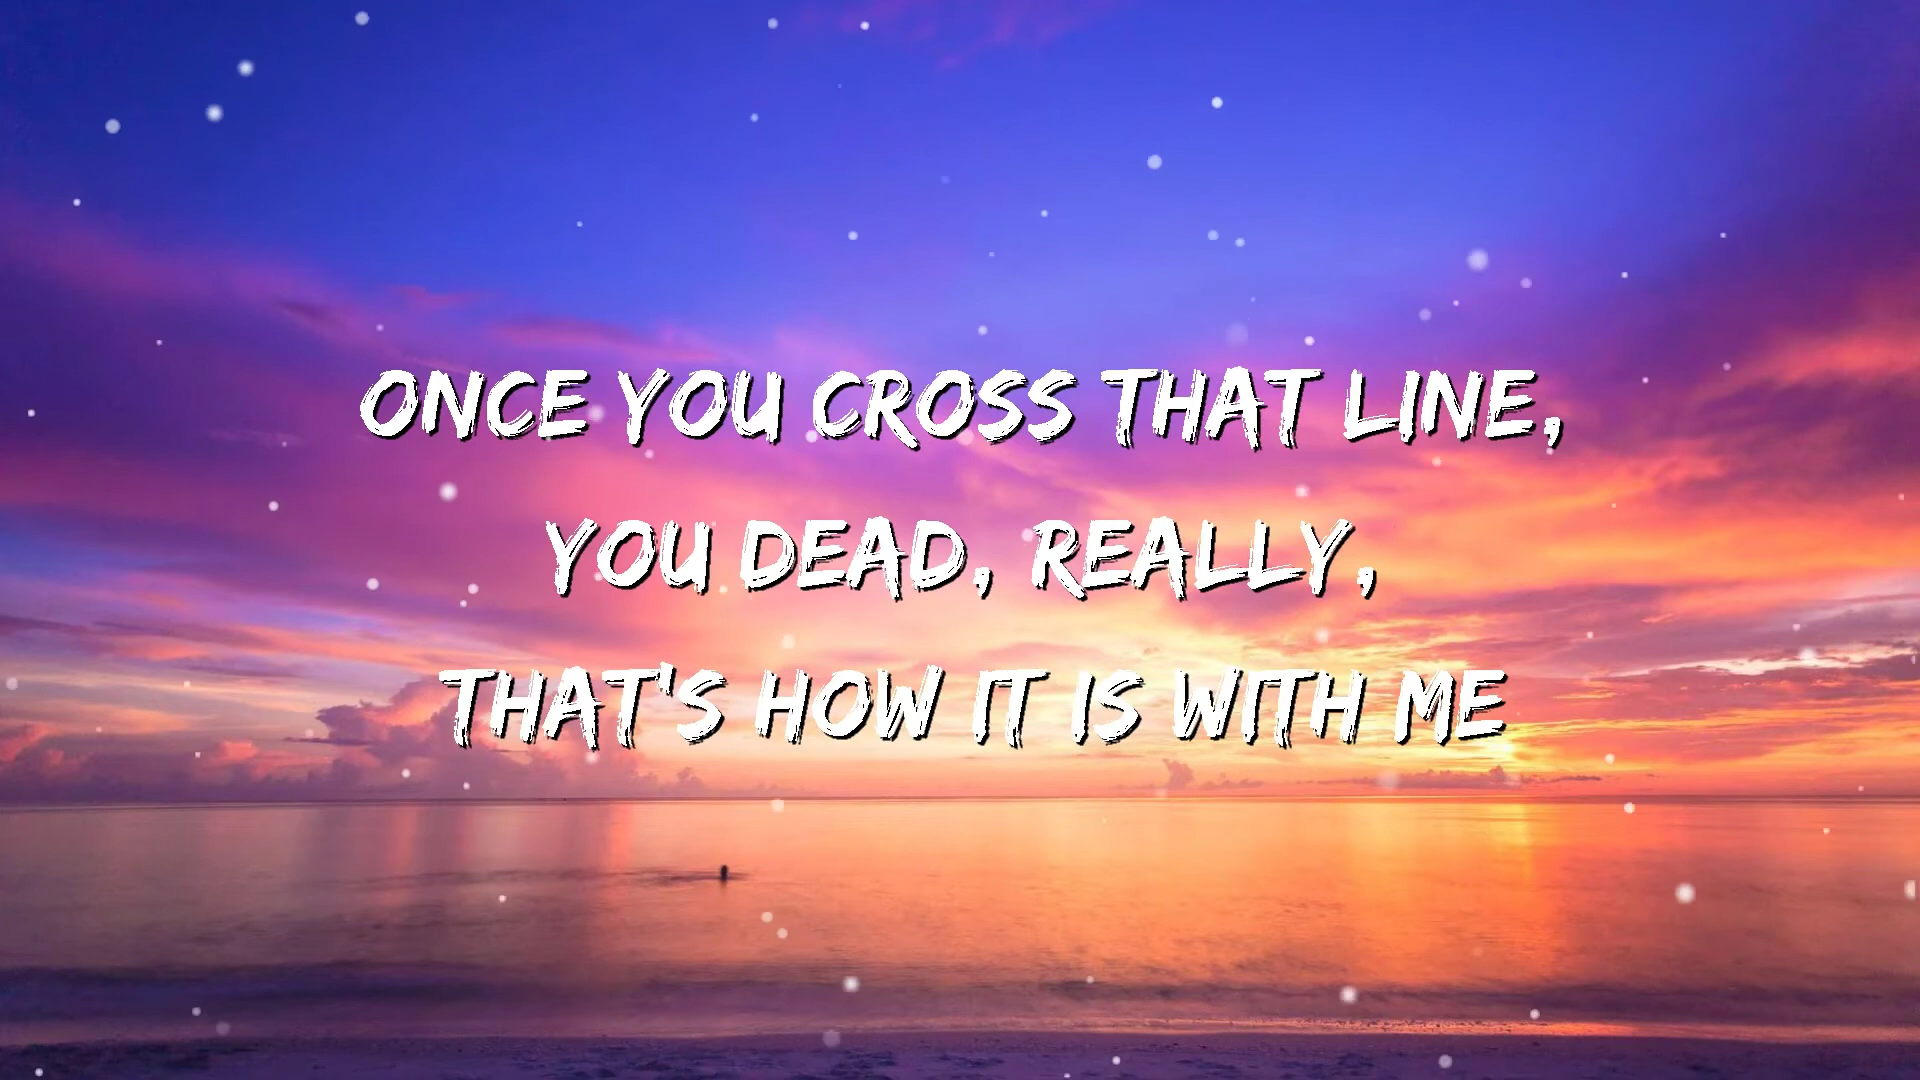 ONCE YOU CROSS THAT LINE,
YOU DEAD, REALLY,
THAT'S HOW IT IS WITH ME